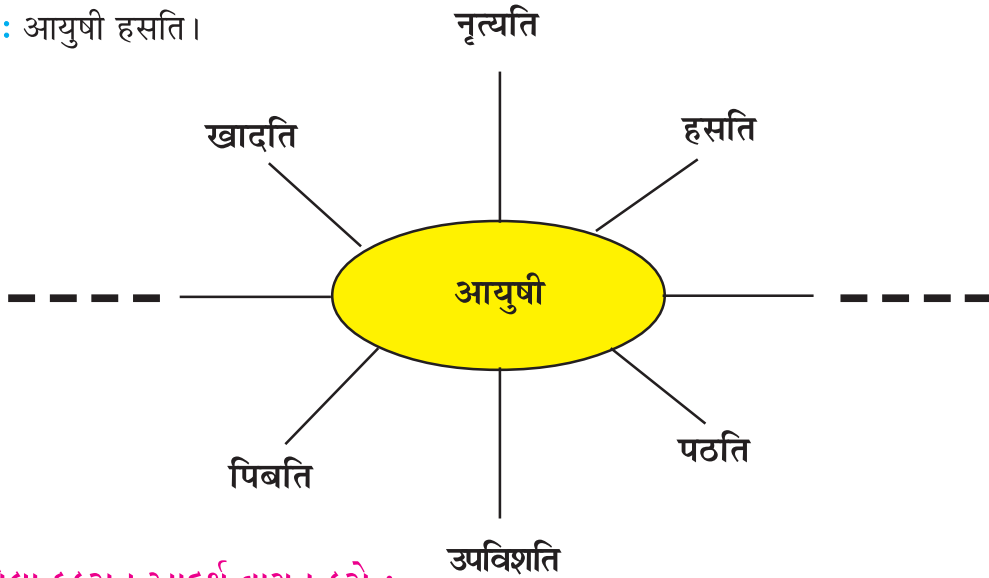 : आयुषी हसति।
नृत्यति
खादति
हसति
आयुषी
पिबति
पठति
उपविशति